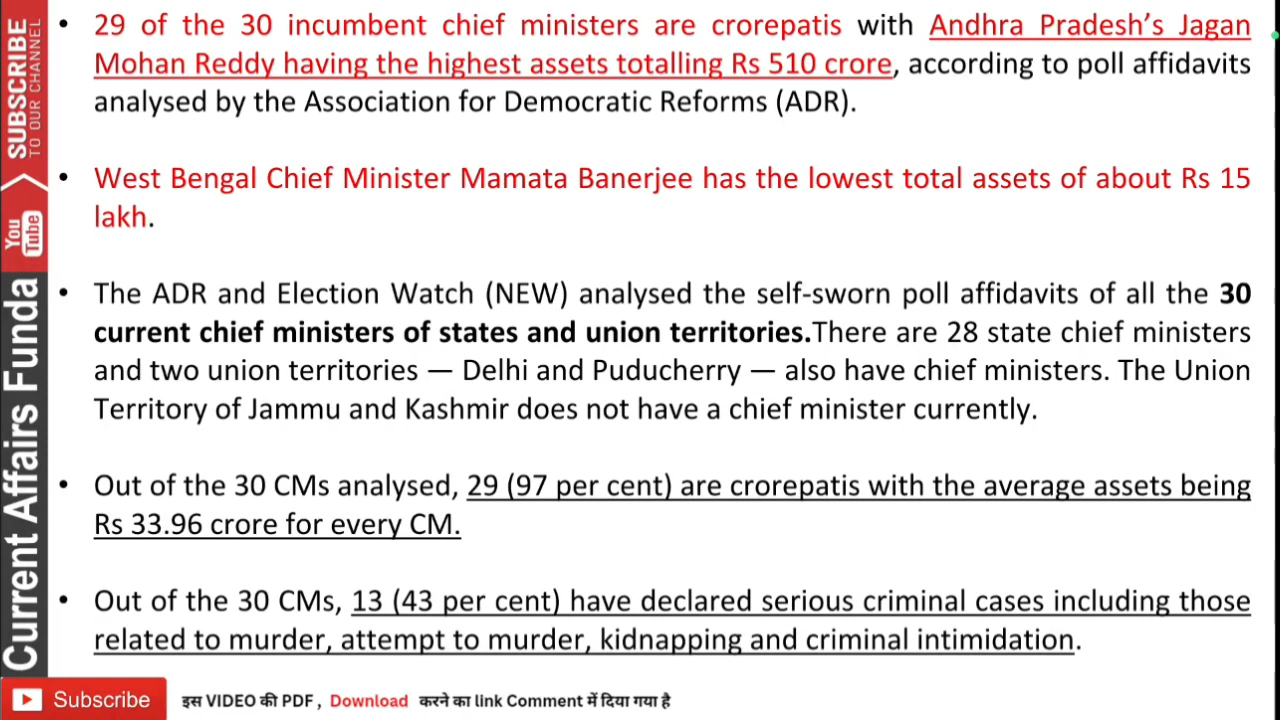 • 29 of the 30 incumbent chief ministers are crorepatis with Andhra Pradesh’s Jagan
Mohan Reddy having the highest assets totalling Rs 510 crore, according to poll affidavits
analysed by the Association for Democratic Reforms (ADR).
• West Bengal Chief Minister Mamata Banerjee has the lowest total assets of about Rs 15
lakh.
• The ADR and Election Watch (NEW) analysed the self-sworn poll affidavits of all the 30
current chief ministers of states and union territories.There are 28 state chief ministers
and two union territories — Delhi and Puducherry — also have chief ministers. The Union
Territory of Jammu and Kashmir does not have a chief minister currently.
• Out of the 30 CMs analysed, 29 (97 per cent) are crorepatis with the average assets being
Rs 33.96 crore for every CM.
• Out of the 30 CMs, 13 (43 per cent) have declared serious criminal cases including those
related to murder, attempt to murder, kidnapping and criminal intimidation.
SUBSCRIBE
TO OUR CHANNEL
You
Tube
Current Affairs Funda
Subscribe
इस VIDEO की PDF , Download करने का link Comment में दिया गया है